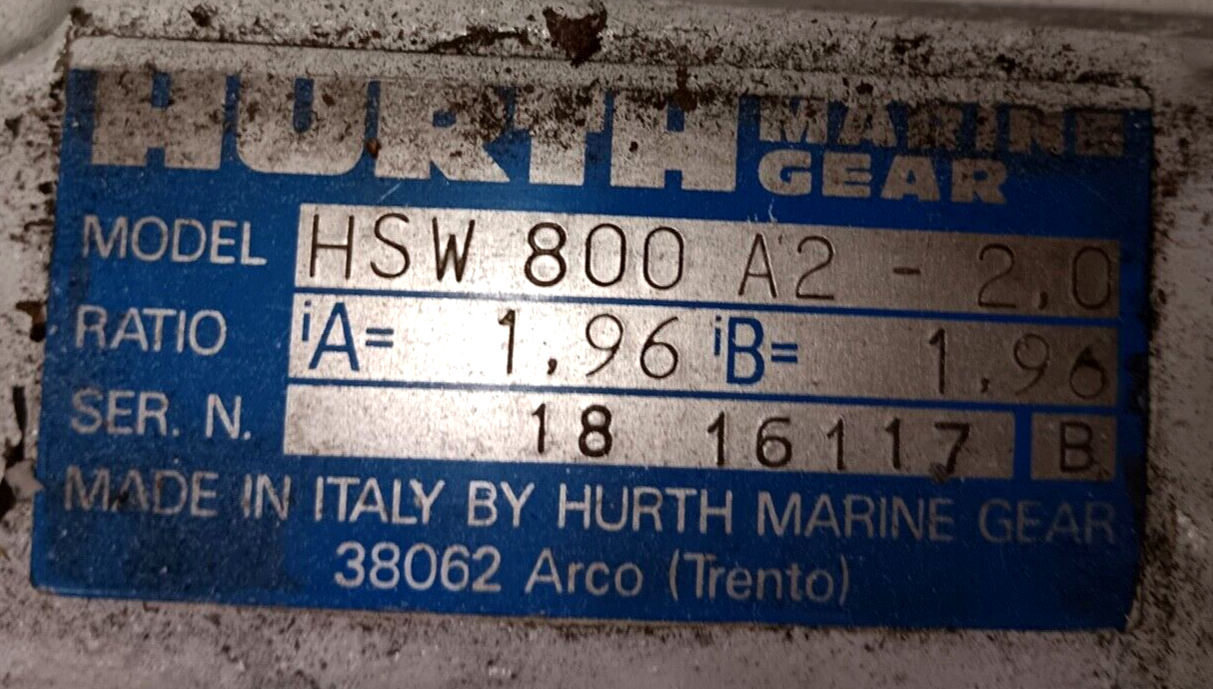 HURTH MARINE GEAR
MODEL HSW 800 A2 - 2,0
RATIO iA= 1,96 iB= 1,96
SER. N. 18 16117 B
MADE IN ITALY BY HURTH MARINE GEAR
38062 Arco (Trento)